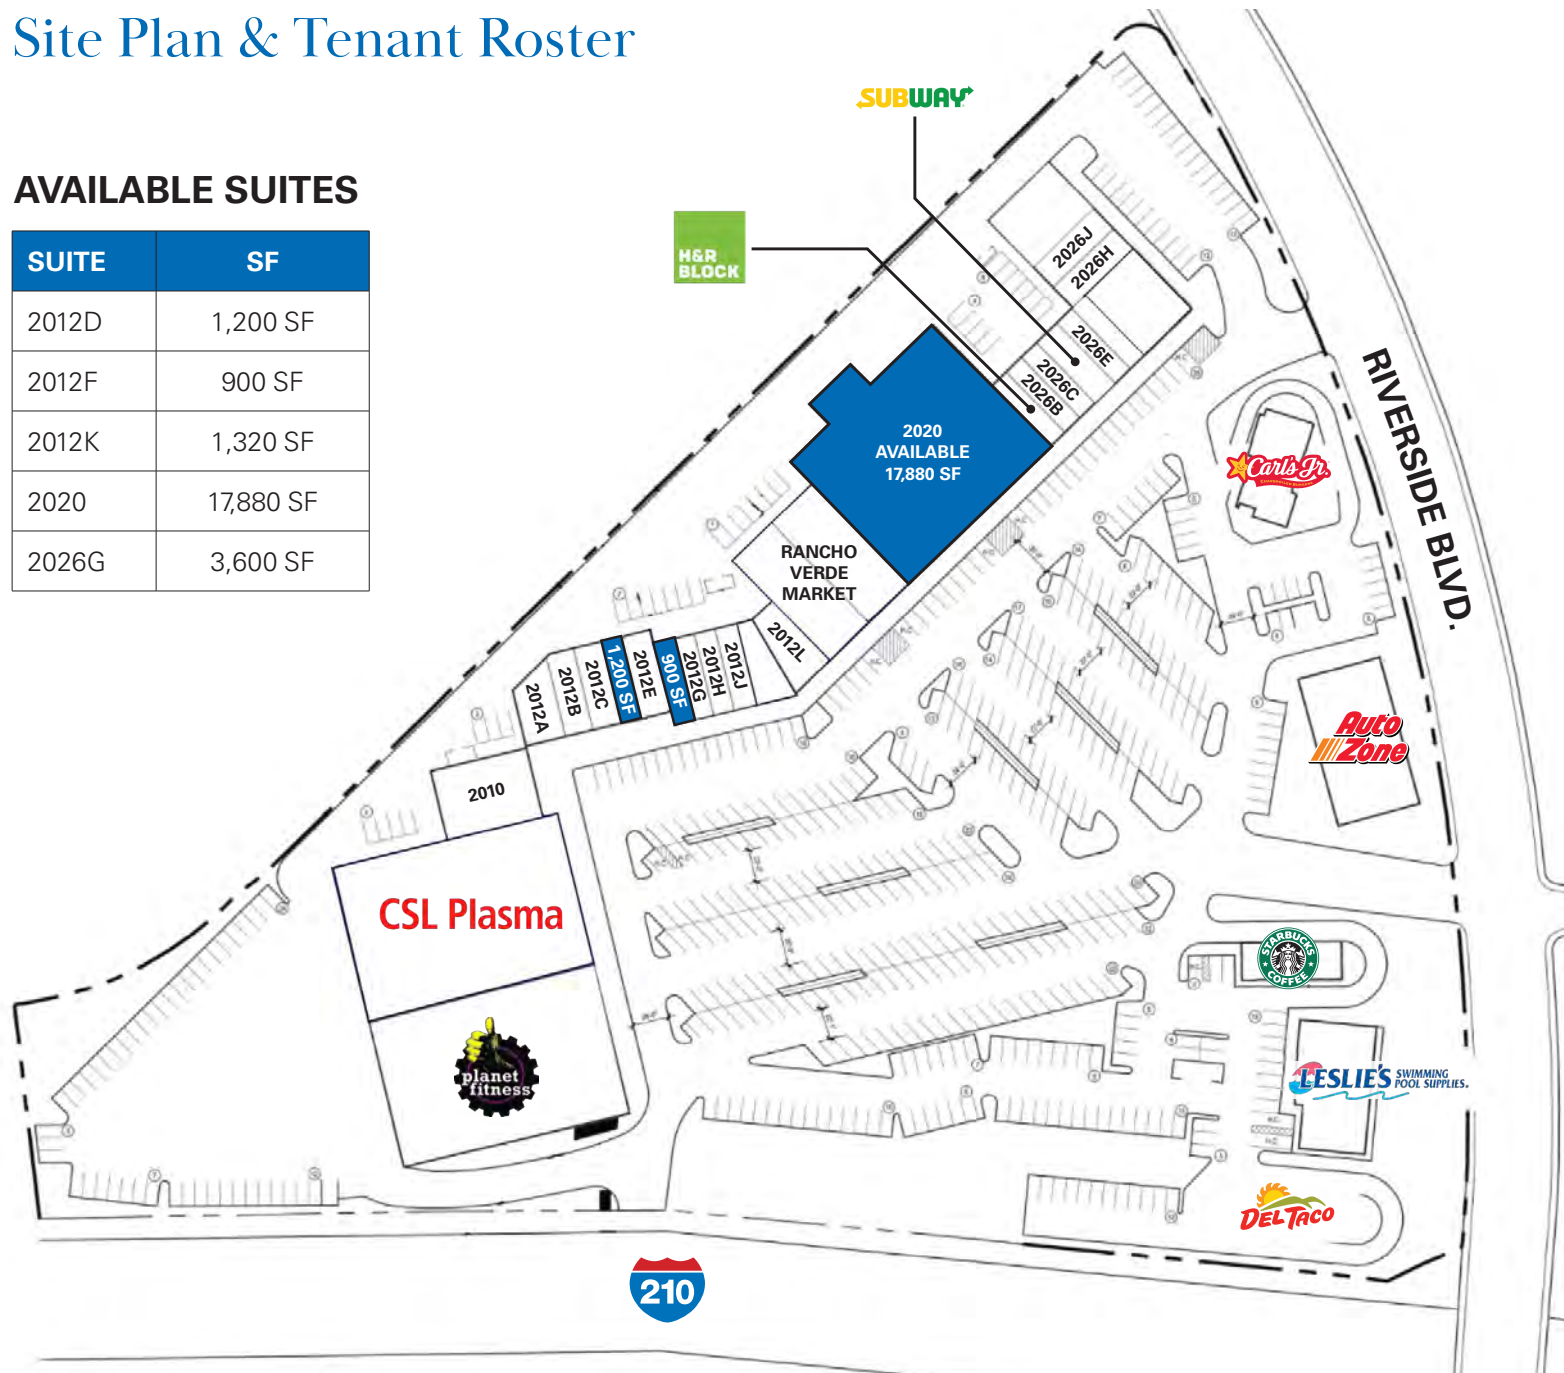 Site Plan & Tenant Roster
AVAILABLE SUITES
SUITE SF
2012D 1,200 SF
2012F 900 SF
2012K 1,320 SF
2020 17,880 SF
2026G 3,600 SF
SUBWAY
H&R
BLOCK
2026J
2026H
2026E
2026C
2026B
2020
AVAILABLE
17,880 SF
RANCHO
VERDE
MARKET
2012L
2012J
2012H
2012G
900 SF
2012E
1,200 SF
2012C
2012B
2012A
2010
CSL Plasma
planet
fitness
Carl's Jr.
RIVERSIDE BLVD.
Auto
Zone
STARBUCKS
COFFEE
LESLIE'S SWIMMING
POOL SUPPLIES.
DEL TACO
210